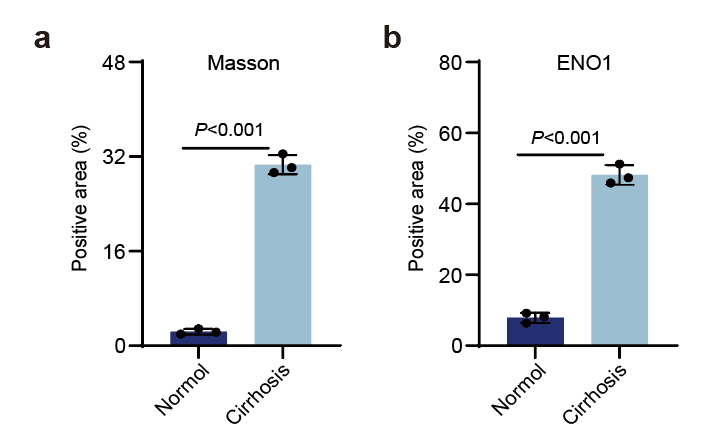 a
Masson
Positive area (%)
48
32
16
0
P<0.001
Normol
Cirrhosis
b
ENO1
Positive area (%)
80
60
40
20
0
P<0.001
Normol
Cirrhosis